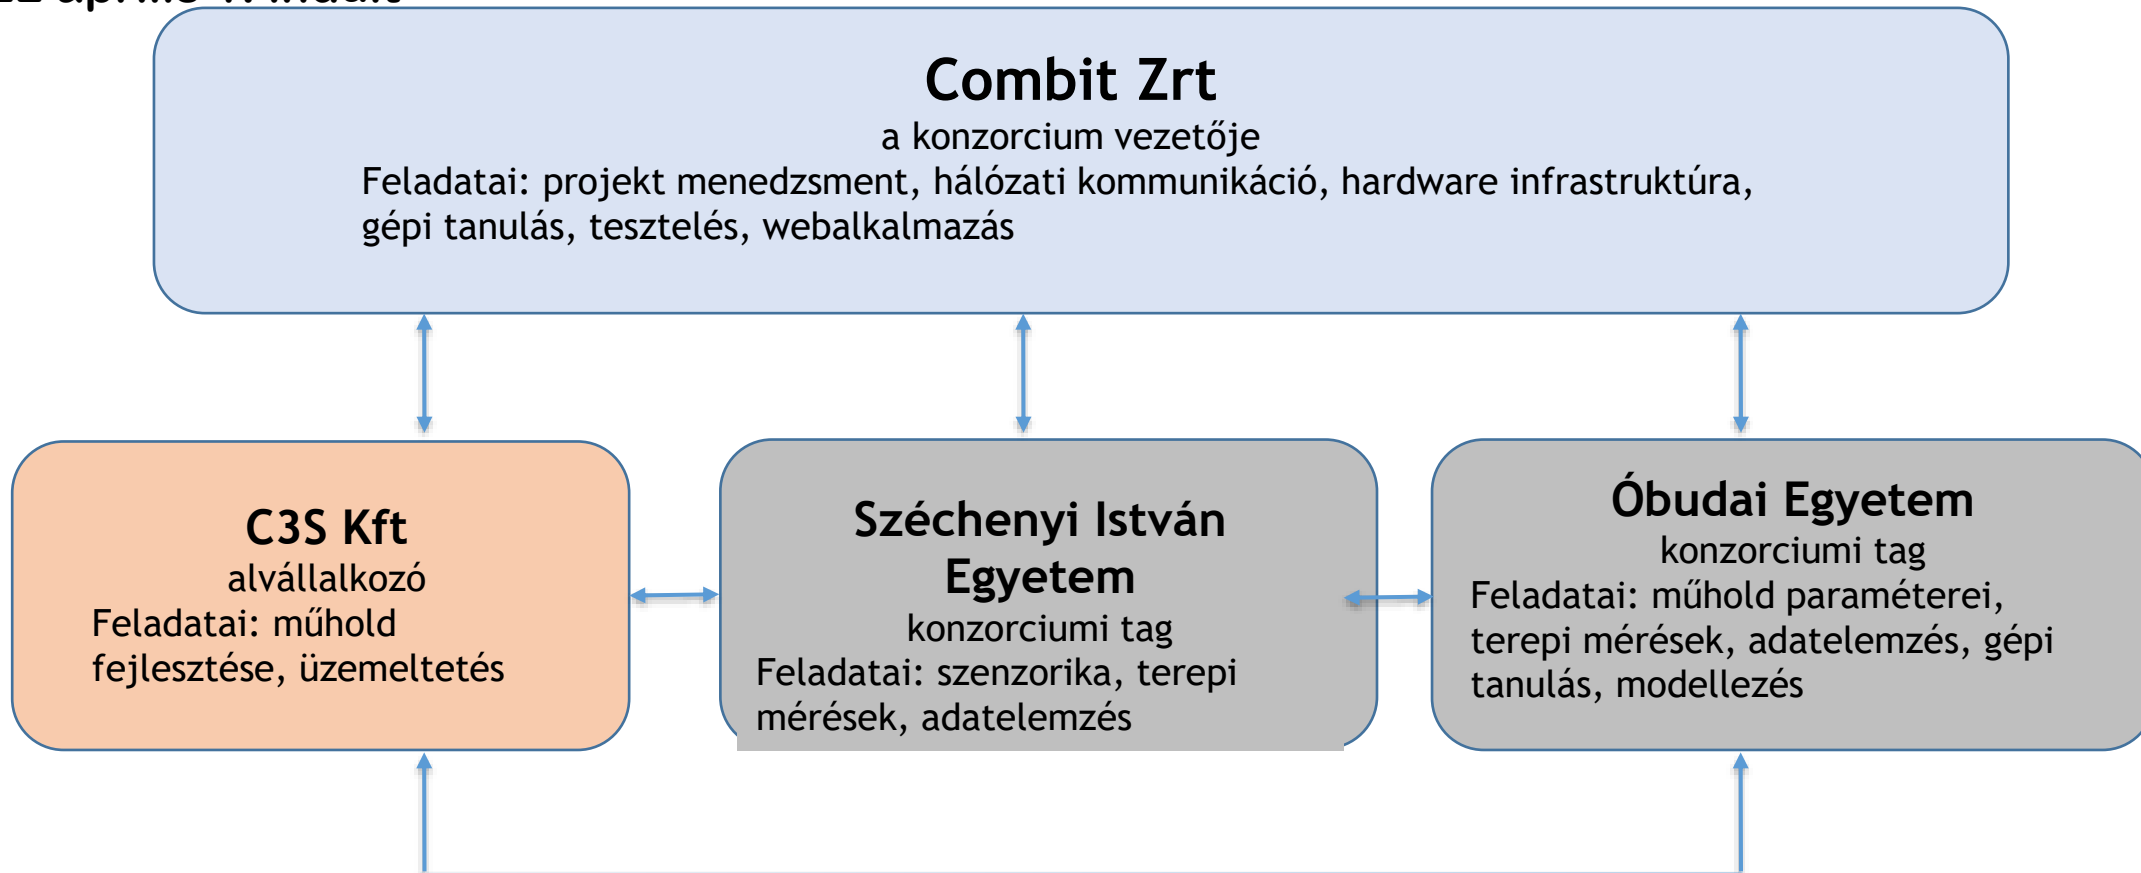 Combit Zrt
a konzorcium vezetője
Feladatai: projekt menedzsment, hálózati kommunikáció, hardware infrastruktúra,
gépi tanulás, tesztelés, webalkalmazás
C3S Kft
alvállalkozó
Feladatai: műhold
fejlesztése, üzemeltetés
Széchenyi István
Egyetem
konzorciumi tag
Feladatai: szenzorika, terepi
mérések, adatelemzés
Óbudai Egyetem
konzorciumi tag
Feladatai: műhold paraméterei,
terepi mérések, adatelemzés, gépi
tanulás, modellezés